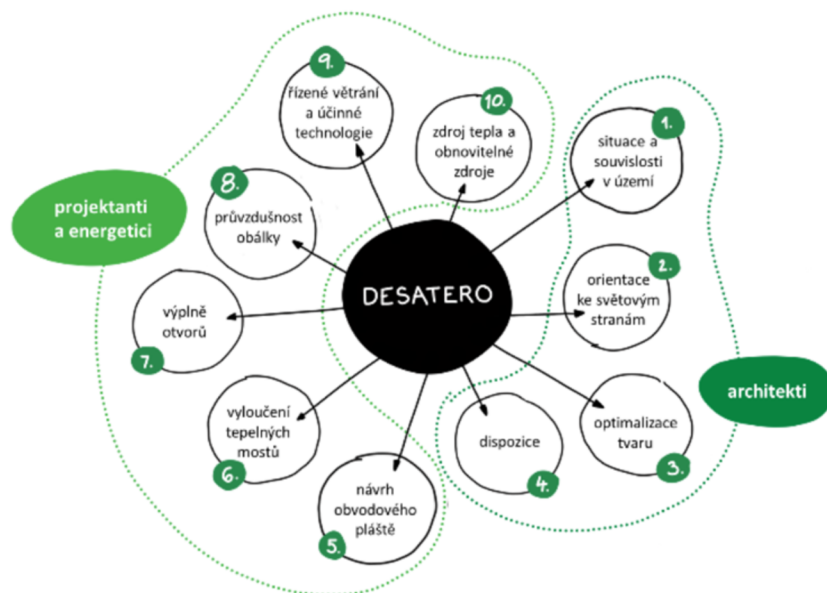 9.
řízené větrání
a účinné
technologie
10.
zdroj tepla a
obnovitelné
zdroje
1.
situace a
souvislosti
v území
8.
průvzdušnost
obálky
projektanti
a energetici
DESATERO
2.
orientace
ke světovým
stranám
výplně
otvorů
7.
architekti
vyloučení
tepelných
mostů
6.
dispozice
4.
optimalizace
tvaru
3.
návrh
obvodového
pláště
5.